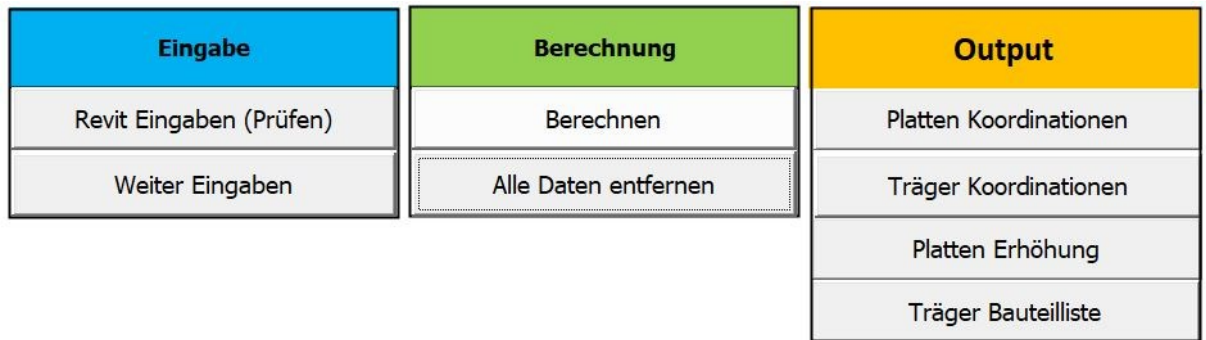 Eingabe
Revit Eingaben (Prüfen)
Weiter Eingaben
Berechnung
Berechnen
Alle Daten entfernen
Output
Platten Koordinationen
Träger Koordinationen
Platten Erhöhung
Träger Bauteilliste